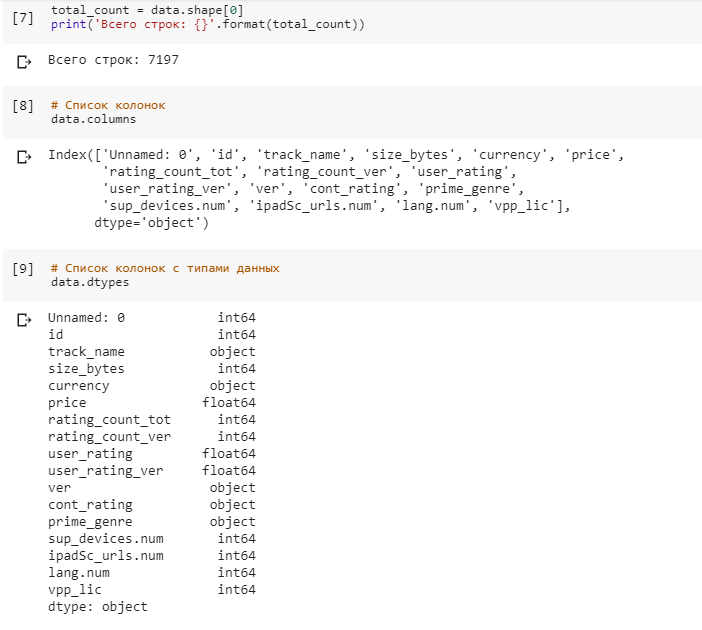 [7] total_count = data.shape[0]
print('Всего строк: {}'.format(total_count))
Всего строк: 7197
[8] # Список колонок
data.columns
Index(['Unnamed: 0', 'id', 'track_name', 'size_bytes', 'currency', 'price',
       'rating_count_tot', 'rating_count_ver', 'user_rating',
       'user_rating_ver', 'ver', 'cont_rating', 'prime_genre',
       'sup_devices.num', 'ipadSc_urls.num', 'lang.num', 'vpp_lic'],
      dtype='object')
[9] # Список колонок с типами данных
data.dtypes
Unnamed: 0            int64
id                    int64
track_name           object
size_bytes            int64
currency             object
price               float64
rating_count_tot      int64
rating_count_ver      int64
user_rating         float64
user_rating_ver     float64
ver                  object
cont_rating          object
prime_genre          object
sup_devices.num       int64
ipadSc_urls.num       int64
lang.num              int64
vpp_lic               int64
dtype: object